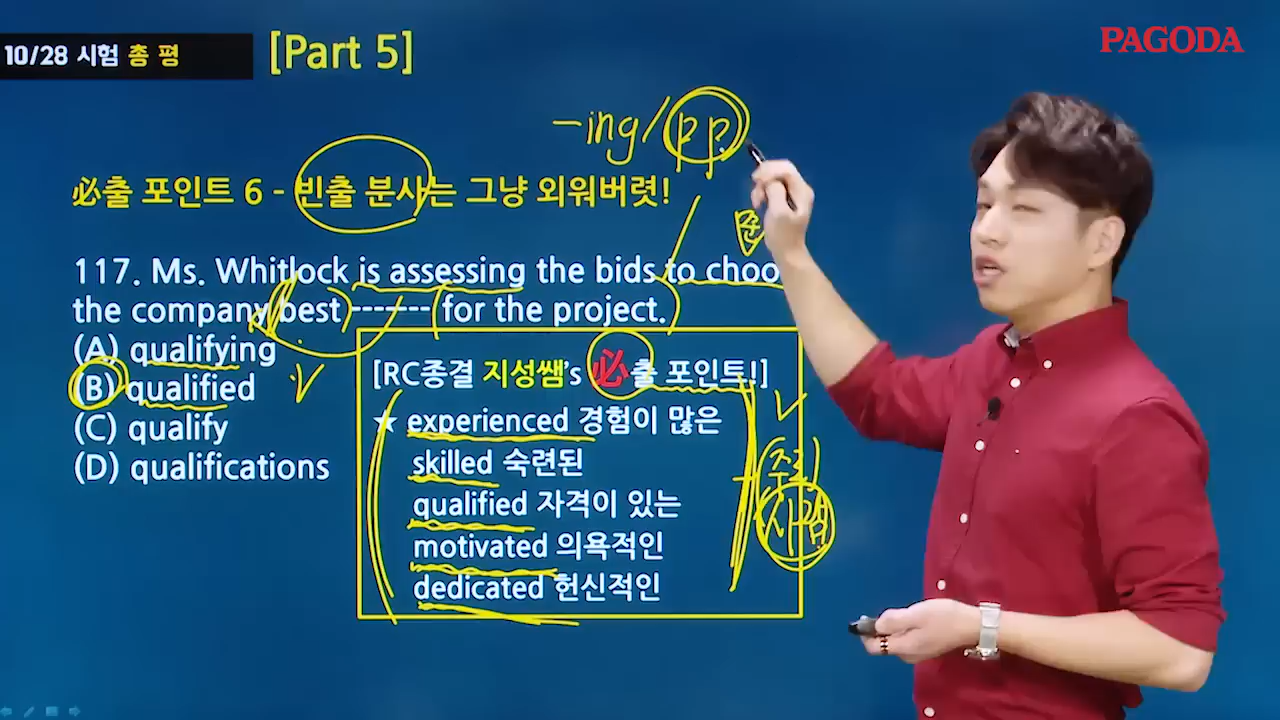 10/28 시험 총 평
[Part 5]
PAGODA
-ing/p.p.
必출 포인트 6 - 빈출 분사는 그냥 외워버렷!
준
117. Ms. Whitlock is assessing the bids to choo
the company best ------- for the project.
(A) qualifying
(B) qualified
(C) qualify
(D) qualifications
[RC종결 지성쌤's 必출 포인트!]
★ experienced 경험이 많은
skilled 숙련된
qualified 자격이 있는
motivated 의욕적인
dedicated 헌신적인
사람